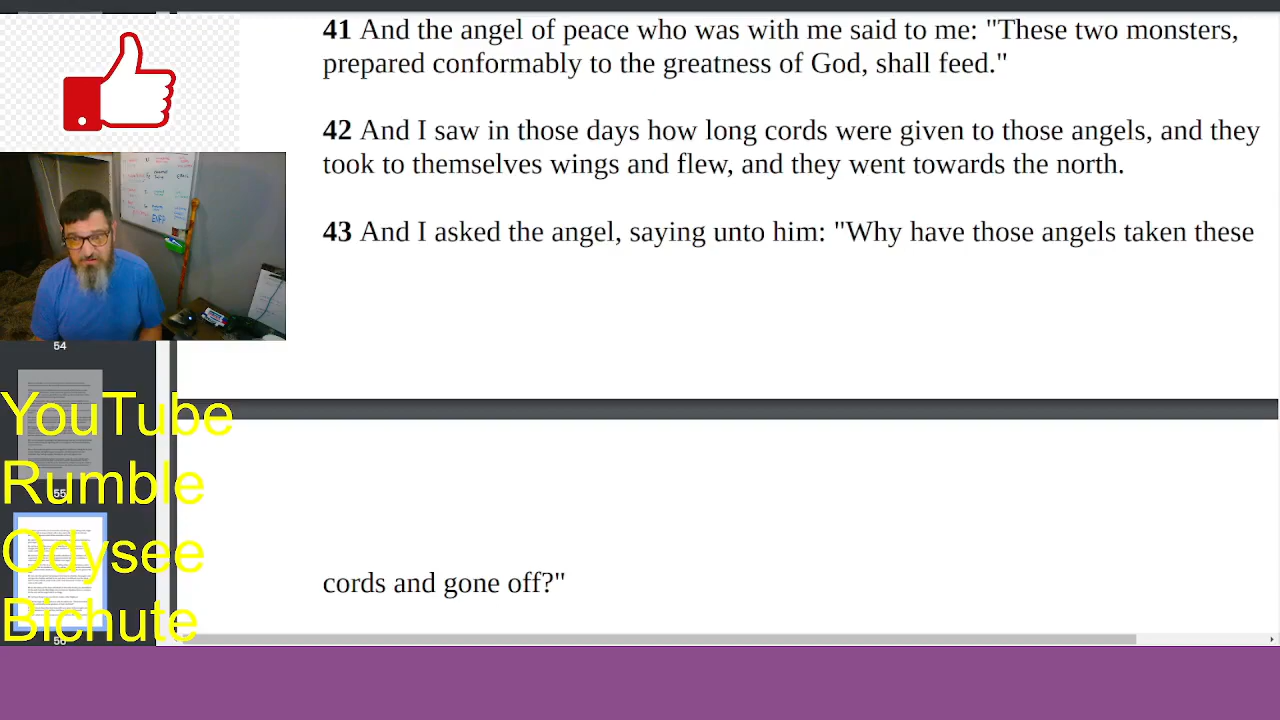 41 And the angel of peace who was with me said to me: "These two monsters,
prepared conformably to the greatness of God, shall feed."
42 And I saw in those days how long cords were given to those angels, and they
took to themselves wings and flew, and they went towards the north.
43 And I asked the angel, saying unto him: "Why have those angels taken these
cords and gone off?"
54
YouTube
Rumble
55
Odysee
Bichute
56